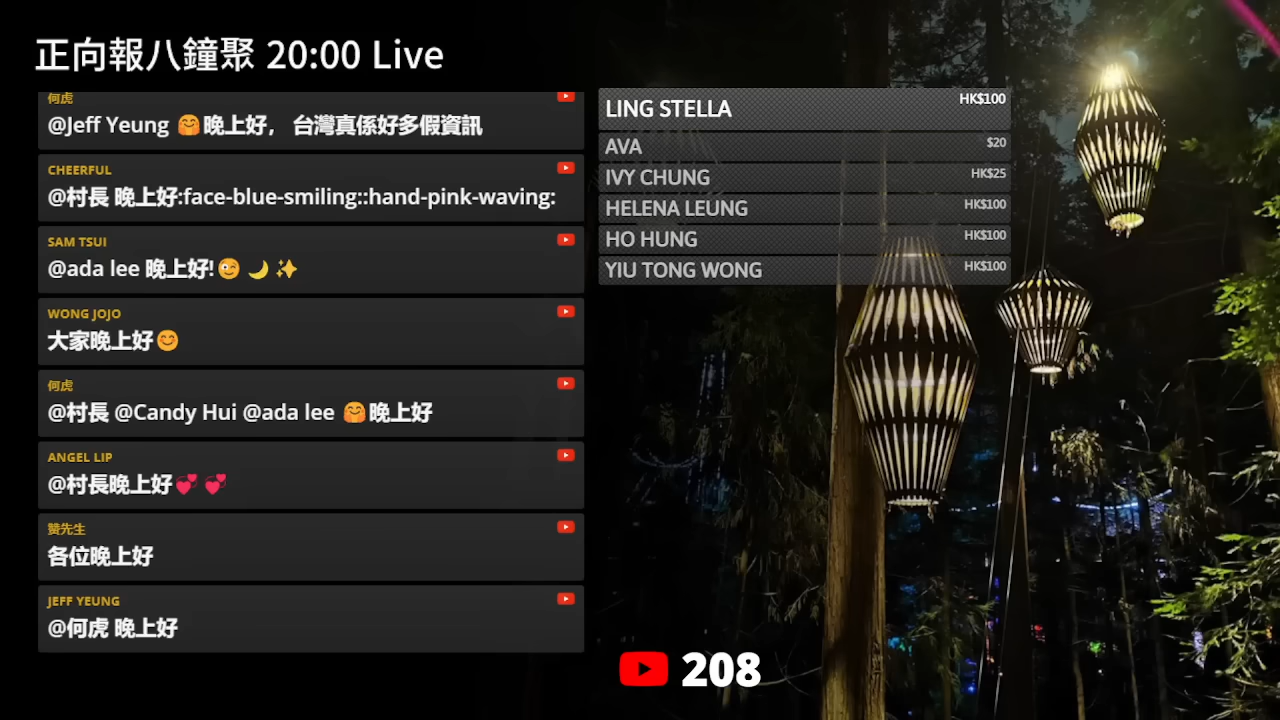 正向報八鐘聚 20:00 Live
何虎
@Jeff Yeung 🤗晚上好， 台灣真係好多假資訊
CHEERFUL
@村長 晚上好:face-blue-smiling::hand-pink-waving:
SAM TSUI
@ada lee 晚上好!😉 🌙 ✨
WONG JOJO
大家晚上好😊
何虎
@村長 @Candy Hui @ada lee 🤗晚上好
ANGEL LIP
@村長晚上好💞 💞
贊先生
各位晚上好
JEFF YEUNG
@何虎 晚上好
LING STELLA HK$100
AVA $20
IVY CHUNG HK$25
HELENA LEUNG HK$100
HO HUNG HK$100
YIU TONG WONG HK$100
208